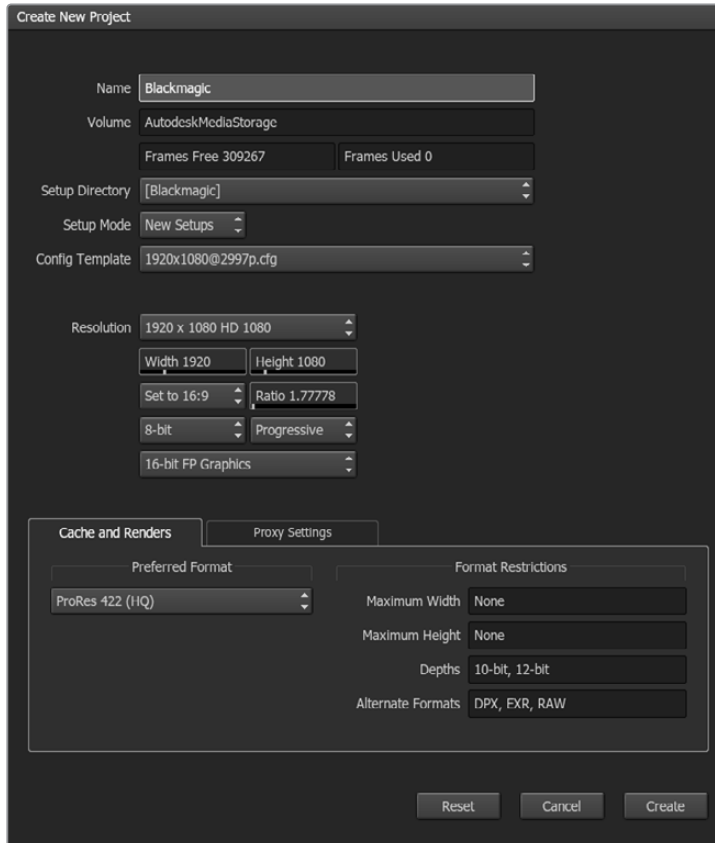 Create New Project
Name Blackmagic
Volume AutodeskMediaStorage
Frames Free 309267 Frames Used 0
Setup Directory [Blackmagic]
Setup Mode New Setups
Config Template 1920x1080@2997p.cfg
Resolution 1920 x 1080 HD 1080
Width 1920 Height 1080
Set to 16:9 Ratio 1.77778
8-bit Progressive
16-bit FP Graphics
Cache and Renders Proxy Settings
Preferred Format Format Restrictions
ProRes 422 (HQ) Maximum Width None
Maximum Height None
Depths 10-bit, 12-bit
Alternate Formats DPX, EXR, RAW
Reset Cancel Create